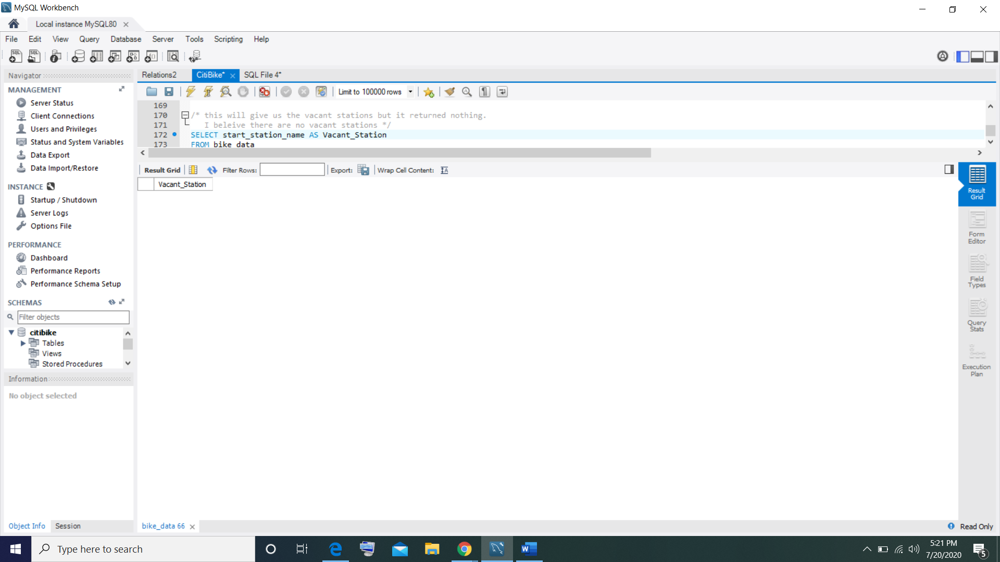 MySQL Workbench
Local instance MySQL80
File Edit View Query Database Server Tools Scripting Help
Navigator
MANAGEMENT
Server Status
Client Connections
Users and Privileges
Status and System Variables
Data Export
Data Import/Restore
INSTANCE
Startup / Shutdown
Server Logs
Options File
PERFORMANCE
Dashboard
Performance Reports
Performance Schema Setup
SCHEMAS
Filter objects
citibike
Tables
Views
Stored Procedures
Information
No object selected
Object Info Session
Relations2 CitiBike* SQL File 4*
Limit to 100000 rows
169
170 /* this will give us the vacant stations but it returned nothing.
171 I beleive there are no vacant stations */
172 SELECT start_station_name AS Vacant_Station
173 FROM bike_data
Result Grid Filter Rows: Export: Wrap Cell Content:
Vacant_Station
Result
Grid
Form
Editor
Field
Types
Query
Stats
Execution
Plan
bike_data 66
Read Only
Type here to search
5:21 PM
7/20/2020
5